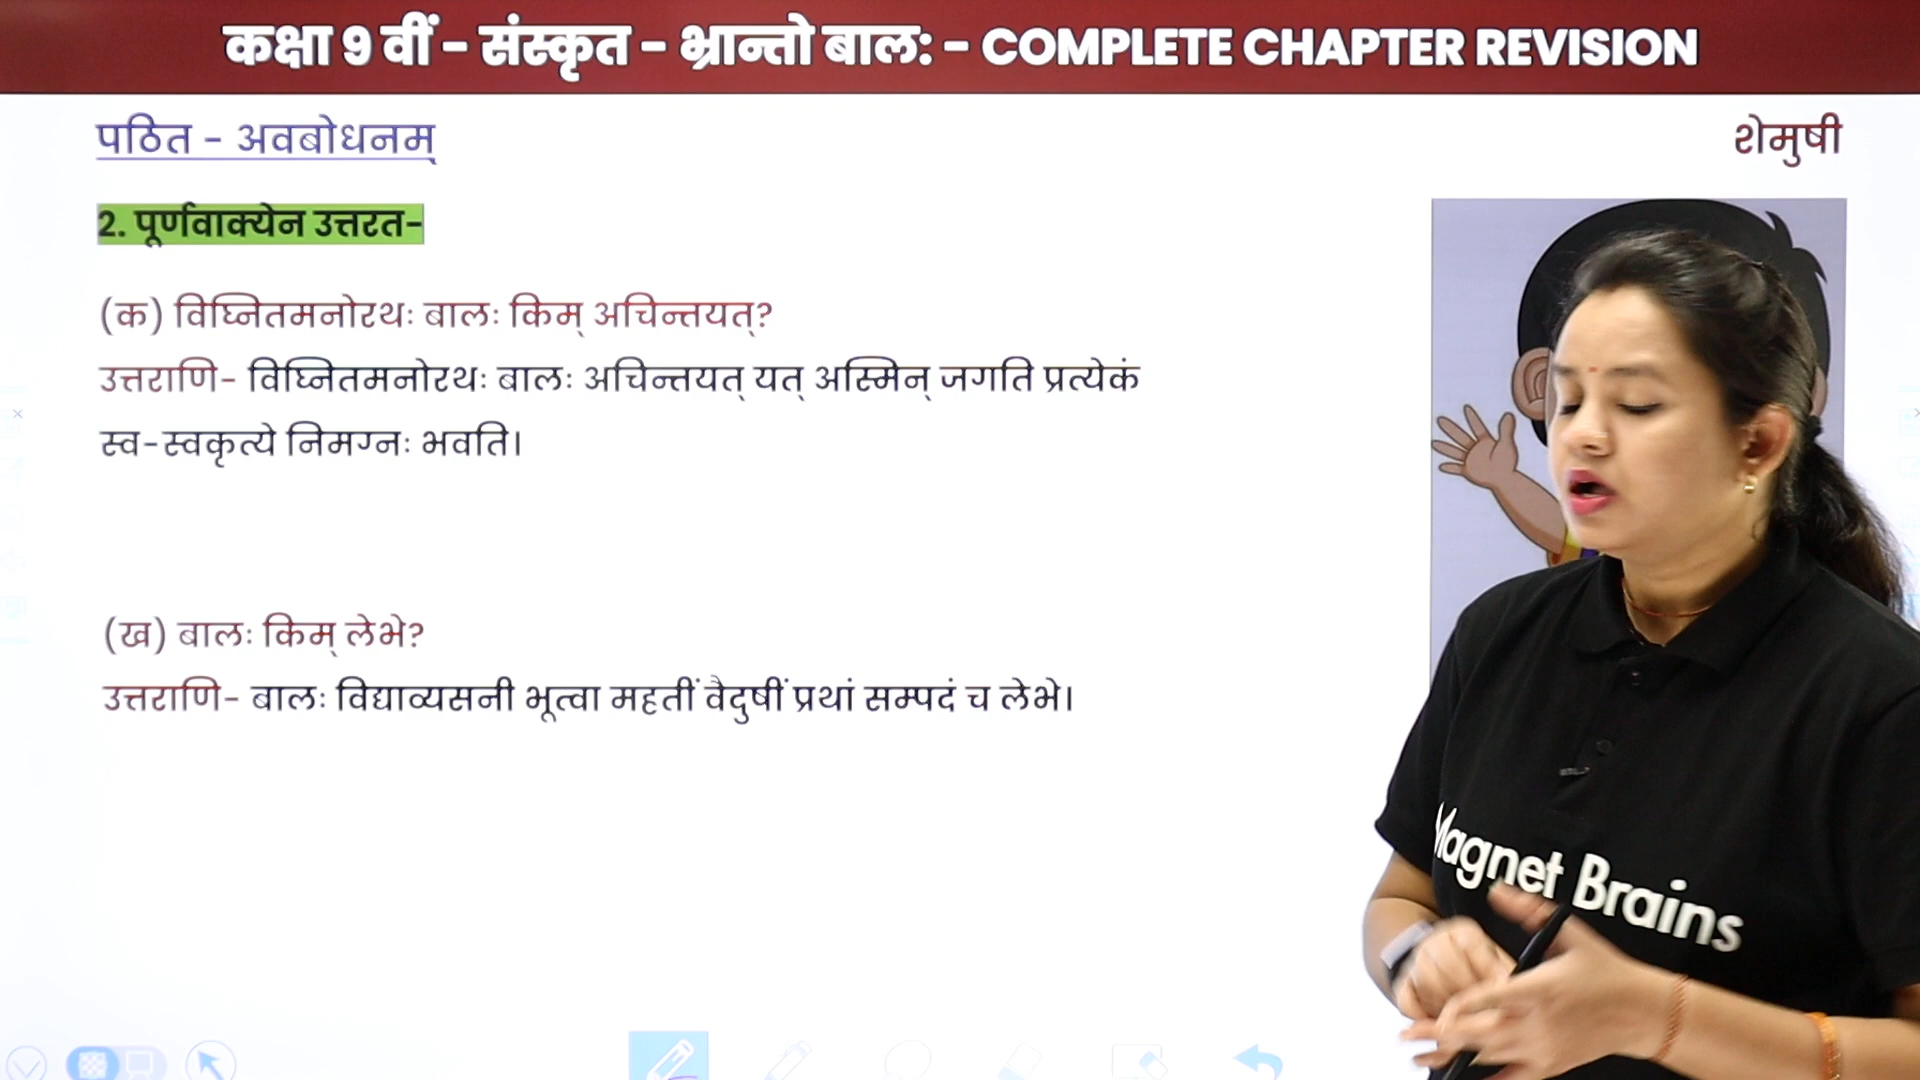 कक्षा 9 वीं - संस्कृत - भ्रान्तो बाल: - COMPLETE CHAPTER REVISION
पठित - अवबोधनम्
शेमुषी
2. पूर्णवाक्येन उत्तरत-
(क) विघ्नितमनोरथः बालः किम् अचिन्तयत्?
उत्तराणि- विघ्नितमनोरथः बालः अचिन्तयत् यत् अस्मिन् जगति प्रत्येकं
स्व-स्वकृत्ये निमग्नः भवति।
(ख) बालः किम् लेभे?
उत्तराणि- बालः विद्याव्यसनी भूत्वा महतीं वैदुषीं प्रथां सम्पदं च लेभे।
Magnet Brains